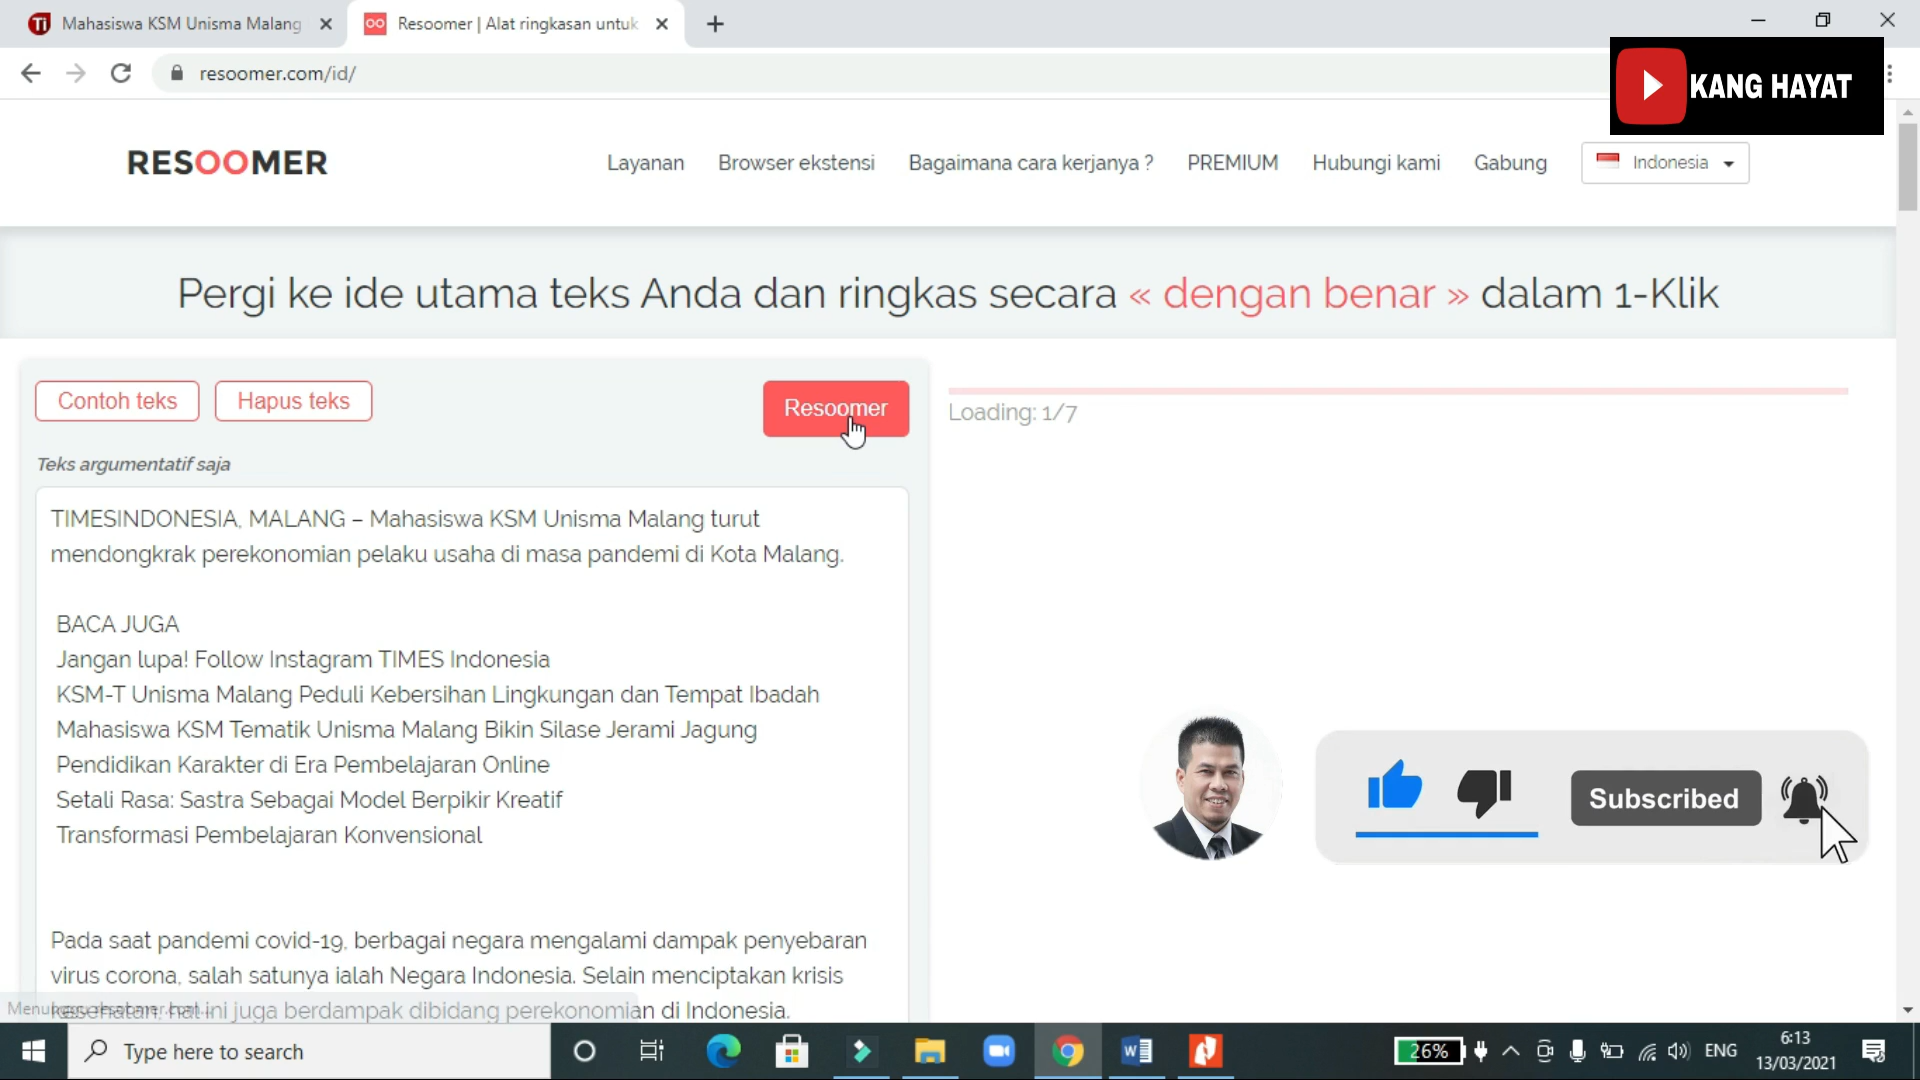 Mahasiswa KSM Unisma Malang
Resoomer | Alat ringkasan untuk
resoomer.com/id/
KANG HAYAT
RESOOMER
Layanan
Browser ekstensi
Bagaimana cara kerjanya ?
PREMIUM
Hubungi kami
Gabung
Indonesia
Pergi ke ide utama teks Anda dan ringkas secara « dengan benar » dalam 1-Klik
Contoh teks
Hapus teks
Resoomer
Loading: 1/7
Teks argumentatif saja
TIMESINDONESIA, MALANG – Mahasiswa KSM Unisma Malang turut
mendongkrak perekonomian pelaku usaha di masa pandemi di Kota Malang.
BACA JUGA
Jangan lupa! Follow Instagram TIMES Indonesia
KSM-T Unisma Malang Peduli Kebersihan Lingkungan dan Tempat Ibadah
Mahasiswa KSM Tematik Unisma Malang Bikin Silase Jerami Jagung
Pendidikan Karakter di Era Pembelajaran Online
Setali Rasa: Sastra Sebagai Model Berpikir Kreatif
Transformasi Pembelajaran Konvensional
Subscribed
Pada saat pandemi covid-19, berbagai negara mengalami dampak penyebaran
virus corona, salah satunya ialah Negara Indonesia. Selain menciptakan krisis
kesehatan, hal ini juga berdampak dibidang perekonomian di Indonesia.
Type here to search
26%
ENG
6:13
13/03/2021